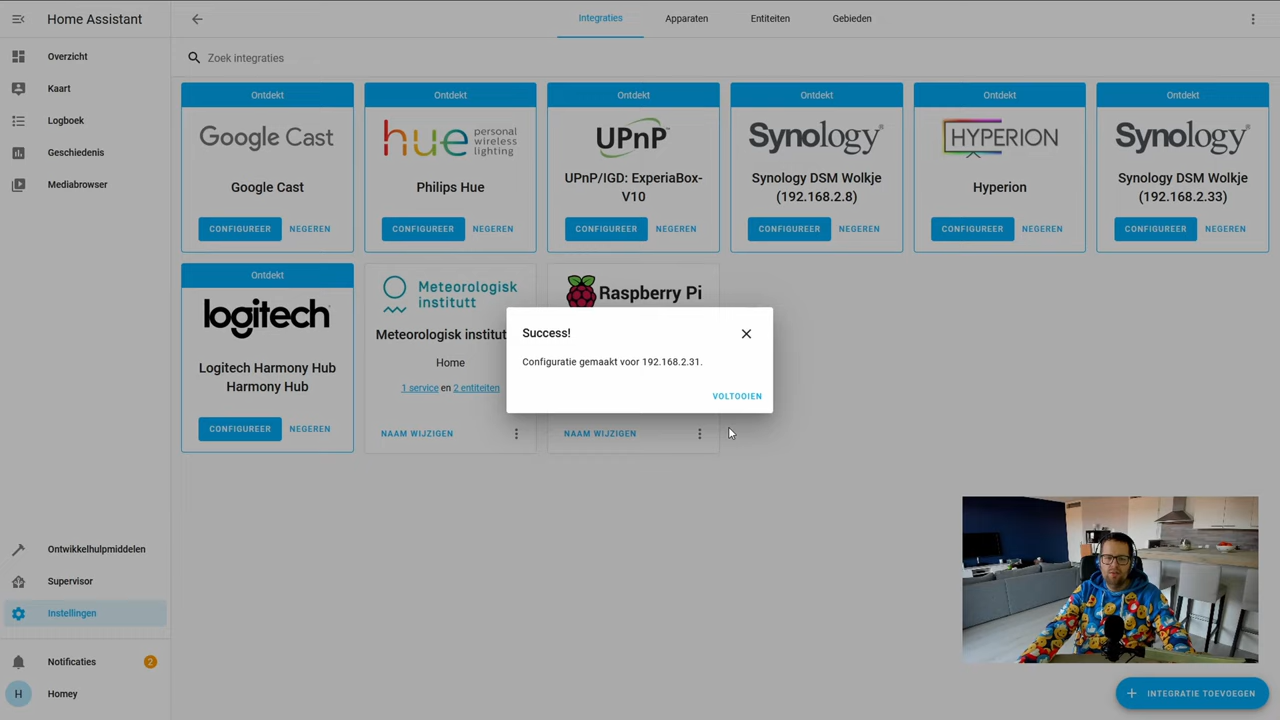 Home Assistant
Integraties
Apparaten
Entiteiten
Gebieden
Overzicht
Kaart
Logboek
Geschiedenis
Mediabrowser
Ontwikkelhulpmiddelen
Supervisor
Instellingen
Notificaties
2
H
Homey
Zoek integraties
Ontdekt
Google Cast
Google Cast
CONFIGUREER
NEGEREN
Ontdekt
hue personal
wireless
lighting
Philips Hue
CONFIGUREER
NEGEREN
Ontdekt
UPnP™
UPnP/IGD: ExperiaBox-
V10
CONFIGUREER
NEGEREN
Ontdekt
Synology®
Synology DSM Wolkje
(192.168.2.8)
CONFIGUREER
NEGEREN
Ontdekt
HYPERION
Hyperion
CONFIGUREER
NEGEREN
Ontdekt
Synology®
Synology DSM Wolkje
(192.168.2.33)
CONFIGUREER
NEGEREN
Ontdekt
logitech
Logitech Harmony Hub
Harmony Hub
CONFIGUREER
NEGEREN
Meteorologisk
institutt
Meteorologisk institut
Home
1 service en 2 entiteiten
NAAM WIJZIGEN
Raspberry Pi
NAAM WIJZIGEN
Success!
Configuratie gemaakt voor 192.168.2.31.
VOLTOOIEN
INTEGRATIE TOEVOEGEN